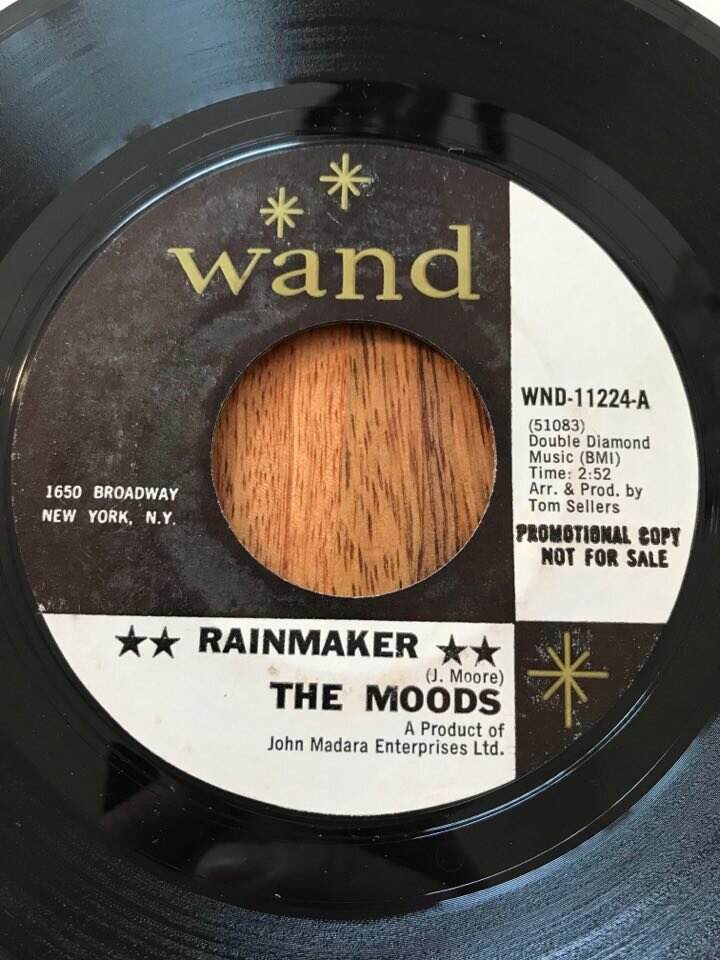 wand
WND-11224-A
(51083)
Double Diamond
Music (BMI)
Time: 2:52
Arr. & Prod. by
Tom Sellers
PROMOTIONAL COPY
NOT FOR SALE
1650 BROADWAY
NEW YORK, N.Y.
★★ RAINMAKER ★★
(J. Moore)
THE MOODS
A Product of
John Madara Enterprises Ltd.